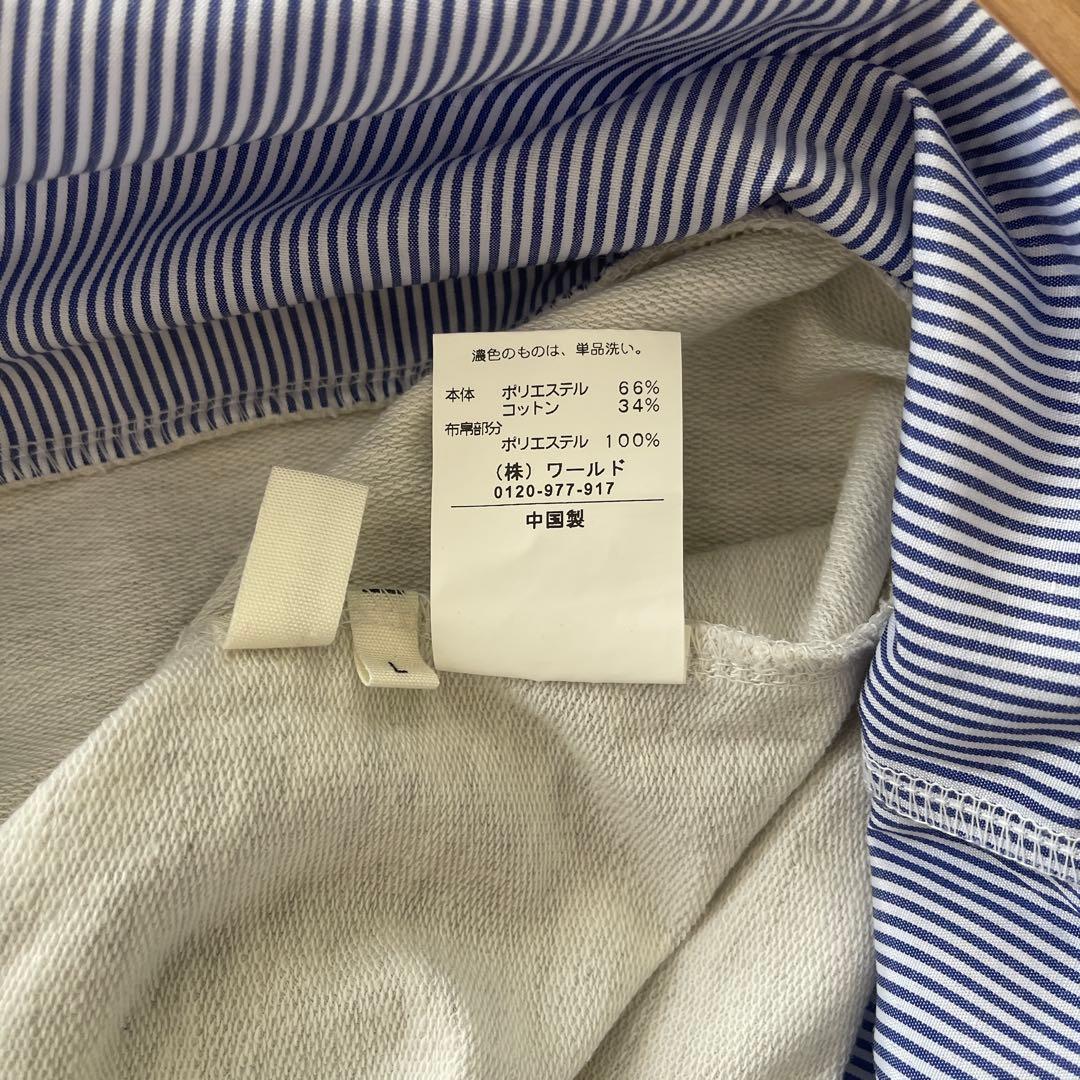 濃色のものは、単品洗い。
本体 ポリエステル 66%
コットン 34%
布帛部分
ポリエステル 100%
(株) ワールド
0120-977-917
中国製
L